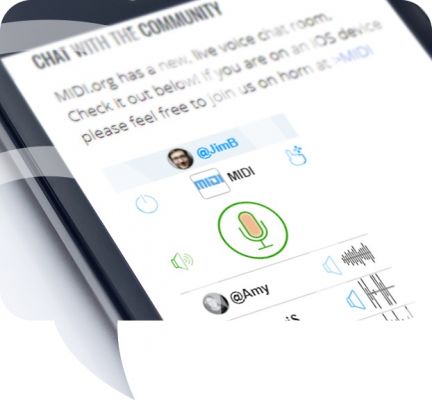 CHAT WITH THE COMMUNITY
MIDI.org has a new, live voice chat room.
Check it out below! If you are on an iOS device
please feel free to join us on horn at >MIDI
@JimB
MIDI MIDI
@Amy